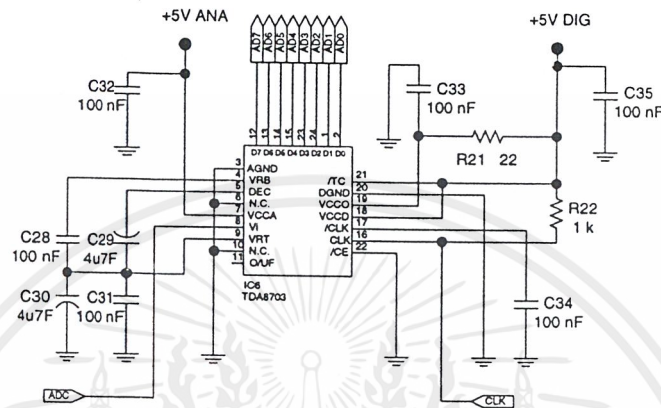 +5V ANA
+5V DIG
AD7
AD6
AD5
AD4
AD3
AD2
AD1
AD0
C32
100 nF
C33
100 nF
C35
100 nF
R21 22
12
13
14
15
23
24
1
2
D7
D6
D5
D4
D3
D2
D1
D0
3 AGND
4 VRB
5 DEC
6 N.C.
7 VCCA
8 VI
9 VRT
10 N.C.
11 O/UF
/TC 21
DGND 20
VCCO 19
VCCD 18
/CLK 17
CLK 16
/CE 22
R22
1 k
C28
100 nF
C29
4u7F
C30
4u7F
C31
100 nF
IC6
TDA8703
C34
100 nF
ADC
CLK